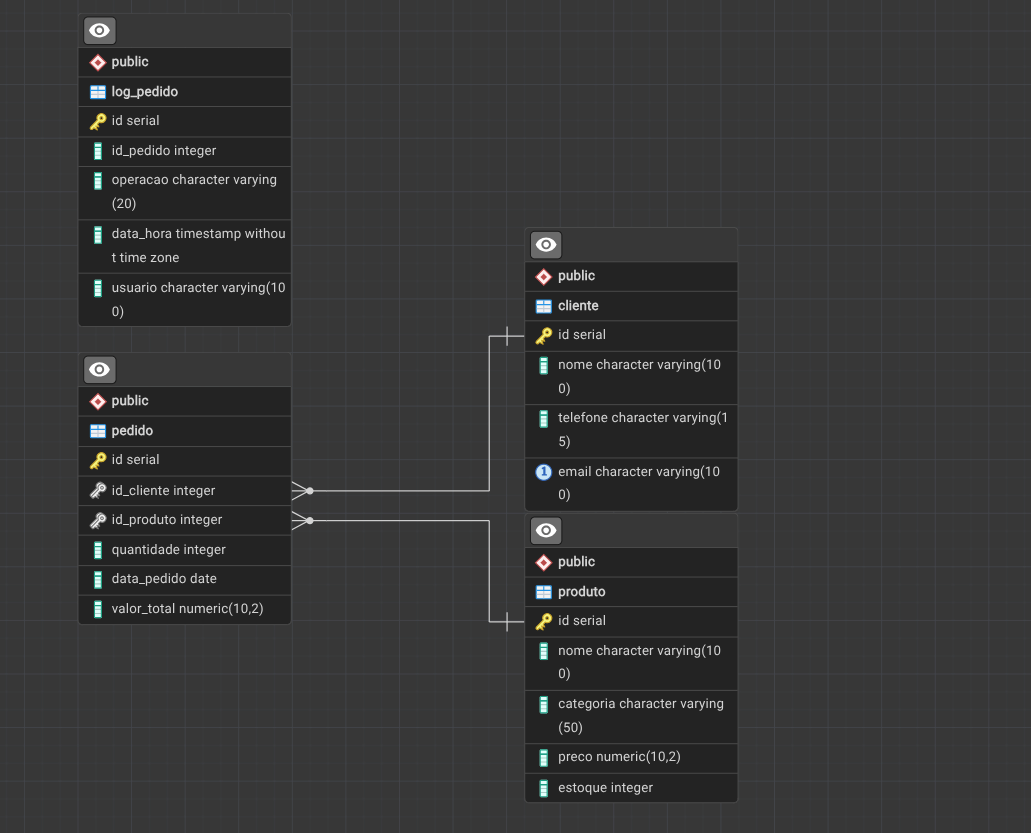 public
log_pedido
id serial
id_pedido integer
operacao character varying
(20)
data_hora timestamp withou
t time zone
usuario character varying(10
0)
public
pedido
id serial
id_cliente integer
id_produto integer
quantidade integer
data_pedido date
valor_total numeric(10,2)
public
cliente
id serial
nome character varying(10
0)
telefone character varying(1
5)
1 email character varying(10
0)
public
produto
id serial
nome character varying(10
0)
categoria character varying
(50)
preco numeric(10,2)
estoque integer